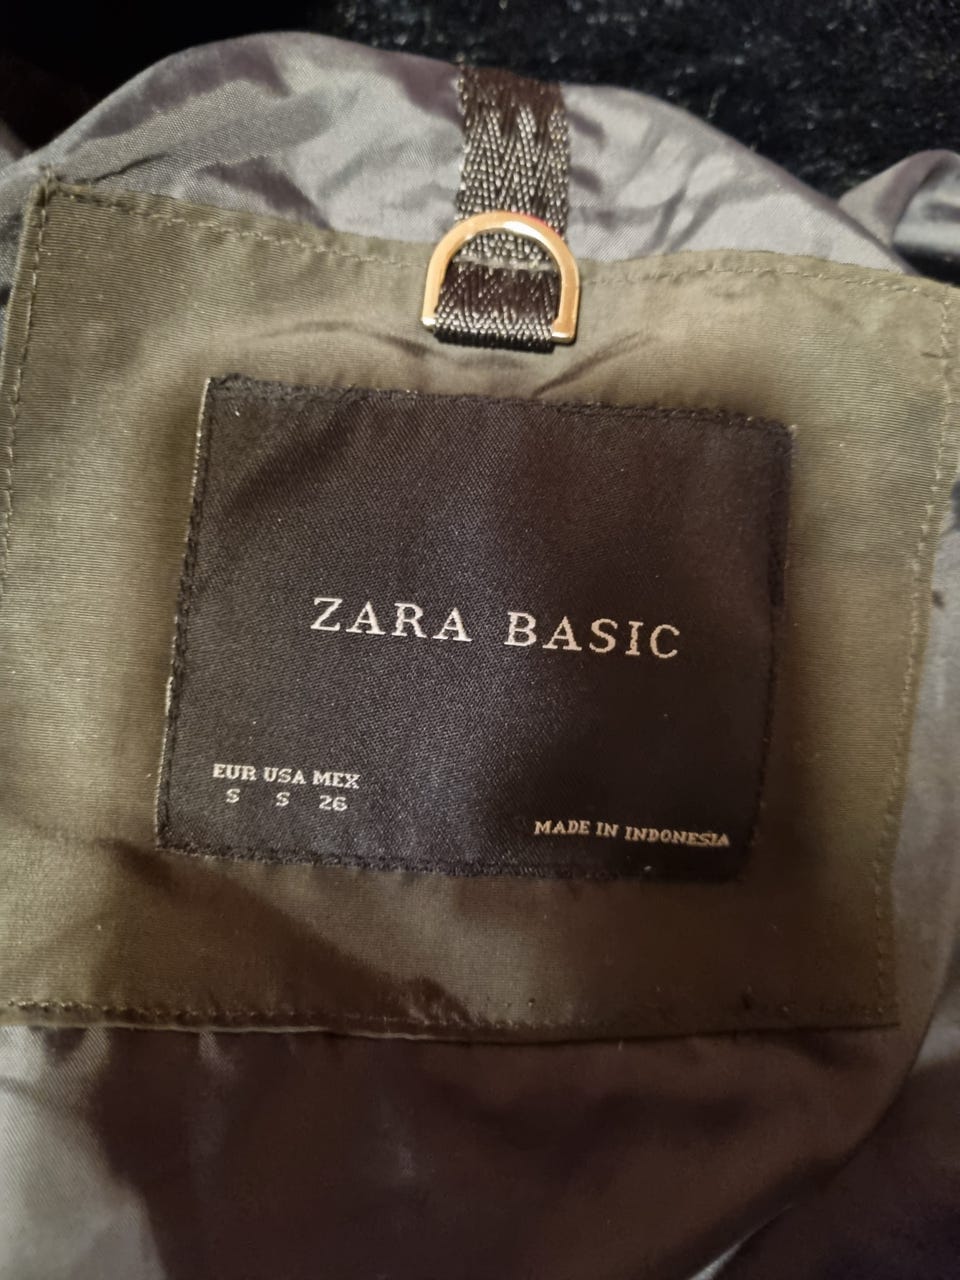 ZARA BASIC
EUR USA MEX
S S 26
MADE IN INDONESIA